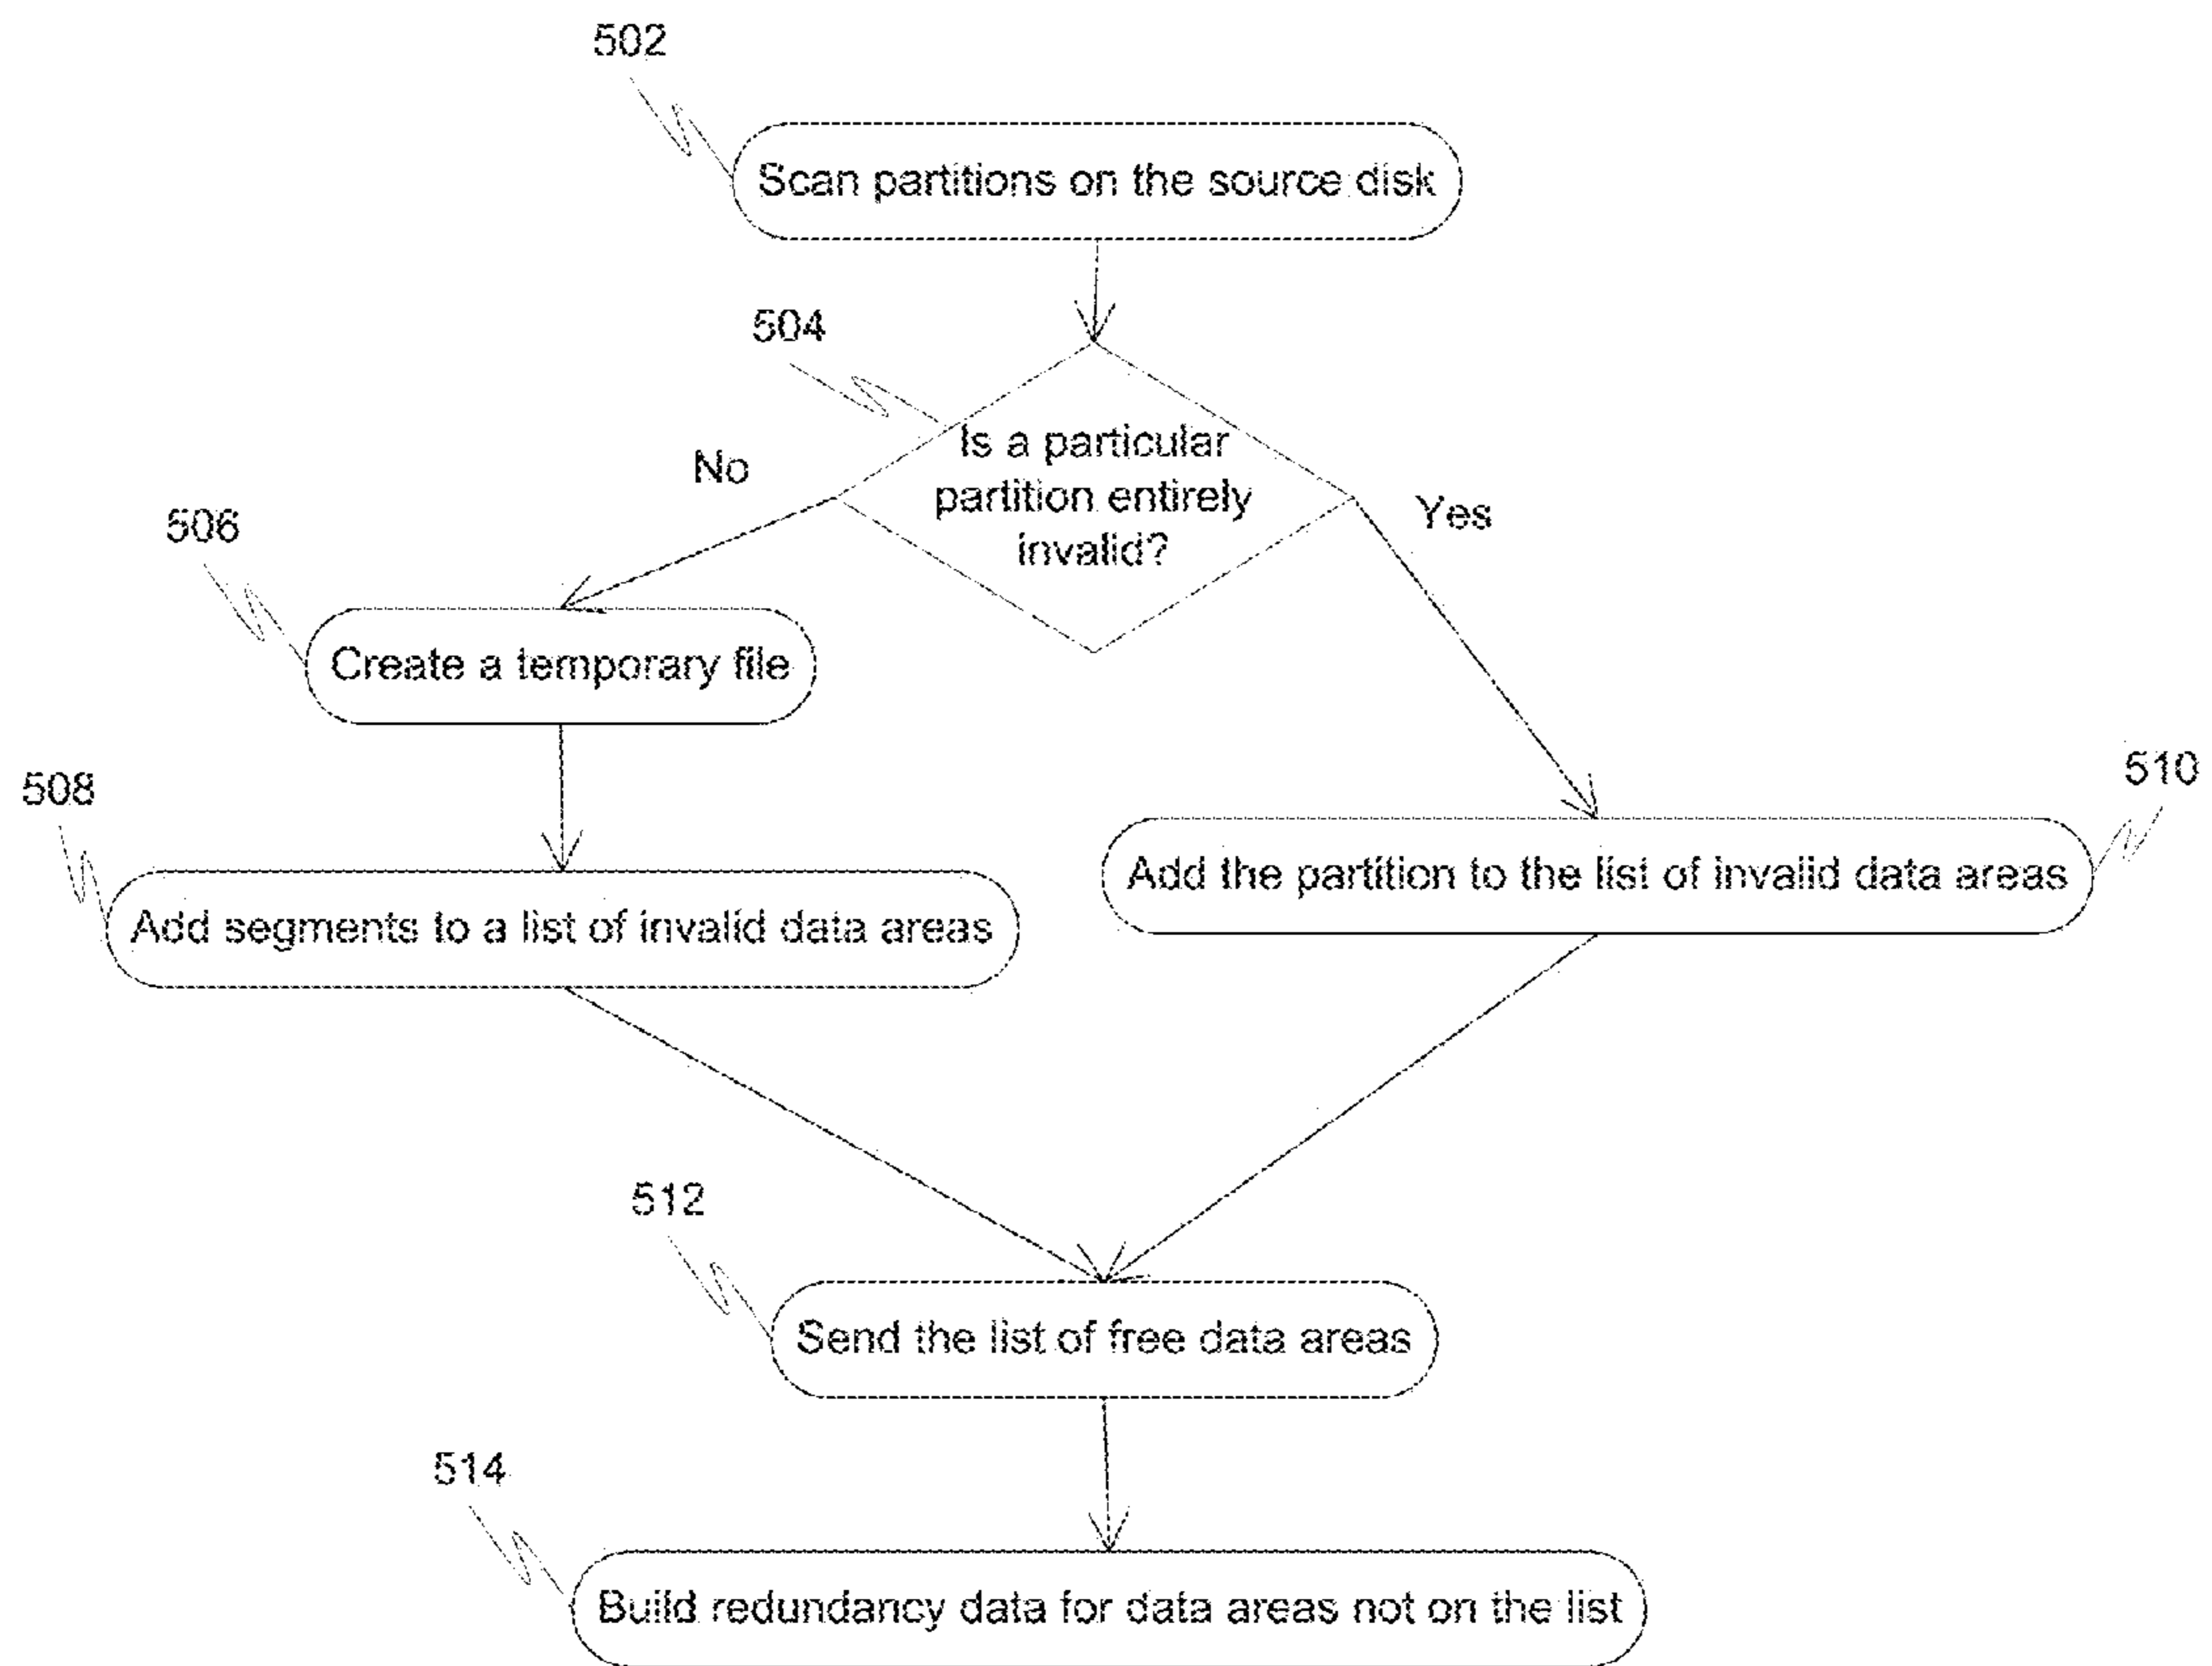 502
Scan partitions on the source disk
504
Is a particular
partition entirely
invalid?
No
Yes
506
Create a temporary file
508
Add segments to a list of invalid data areas
510
Add the partition to the list of invalid data areas
512
Send the list of free data areas
514
Build redundancy data for data areas not on the list